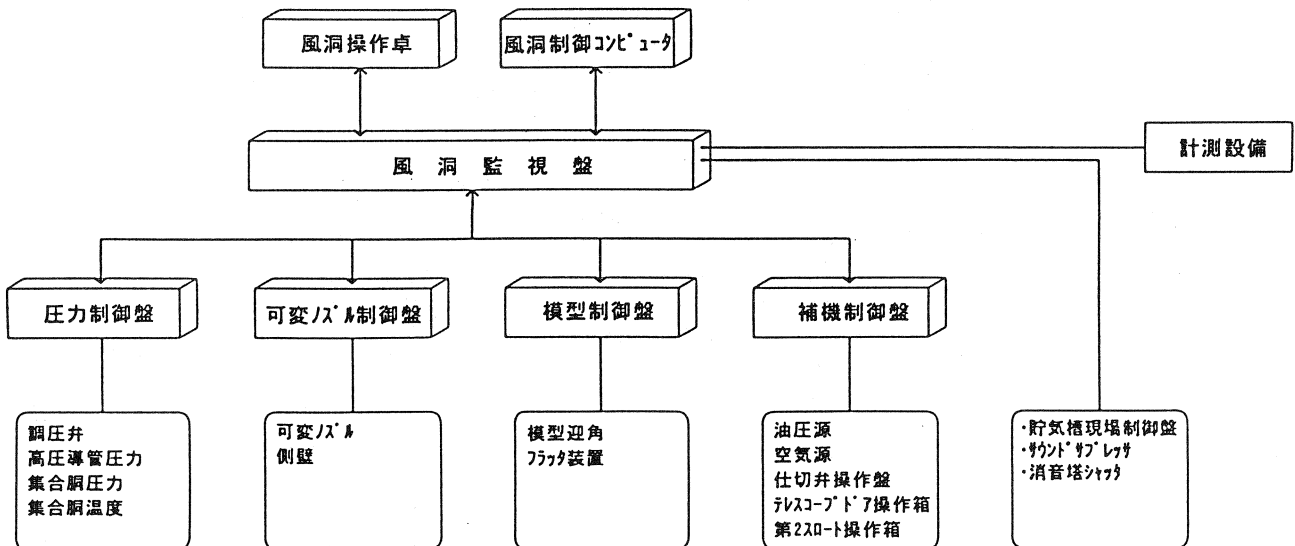 風洞操作卓
風洞制御ｺﾝﾋﾟｭｰﾀ
風洞監視盤
計測設備
圧力制御盤
可変ﾉｽﾞﾙ制御盤
模型制御盤
補機制御盤
調圧弁
高圧導管圧力
集合胴圧力
集合胴温度
可変ﾉｽﾞﾙ
側壁
模型迎角
ﾌﾗｯﾀ装置
油圧源
空気源
仕切弁操作盤
ﾃﾚｽｺｰﾌﾟﾄﾞｱ操作箱
第2ｽﾛｰﾄ操作箱
・貯気槽現場制御盤
・ｻｳﾝﾄﾞｻﾌﾟﾚｯｻ
・消音塔ｼｬｯﾀ